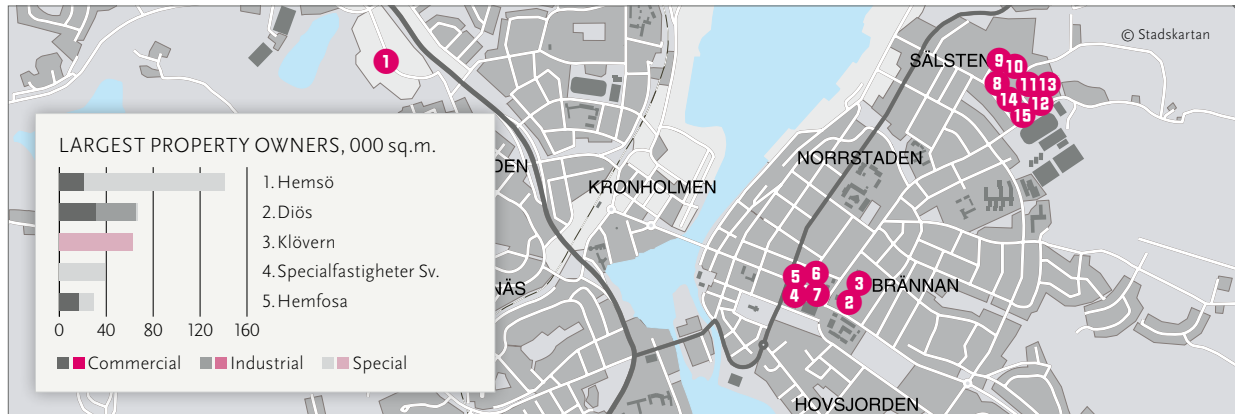 © Stadskartan
1
SÄLSTEN
9
10
8
11
13
14
12
15
LARGEST PROPERTY OWNERS, 000 sq.m.
1. Hemsö
2. Diös
3. Klövern
4. Specialfastigheter Sv.
5. Hemfosa
0 40 80 120 160
Commercial Industrial Special
DEN
KRONHOLMEN
NORRSTADEN
NÄS
5
6
4
7
3
2
BRÄNNAN
HOVSJORDEN